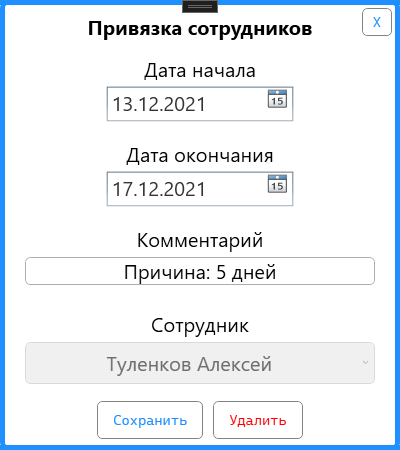 Привязка сотрудников
X
Дата начала
13.12.2021
15
Дата окончания
17.12.2021
15
Комментарий
Причина: 5 дней
Сотрудник
Туленков Алексей
Сохранить
Удалить